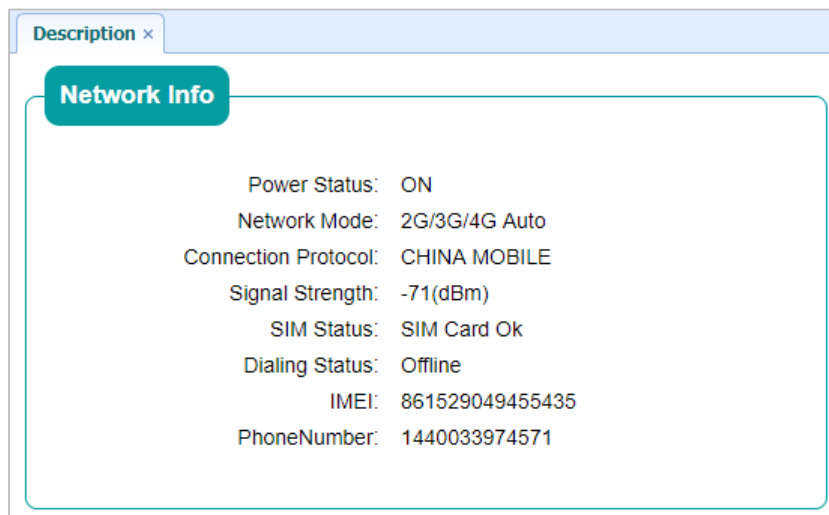 Description ×
Network Info
Power Status: ON
Network Mode: 2G/3G/4G Auto
Connection Protocol: CHINA MOBILE
Signal Strength: -71(dBm)
SIM Status: SIM Card Ok
Dialing Status: Offline
IMEI: 861529049455435
PhoneNumber: 1440033974571